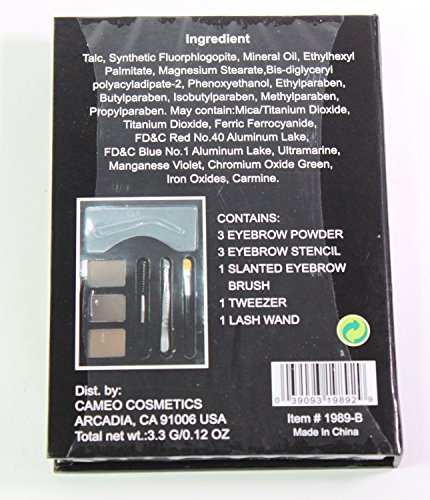 Ingredient
Talc, Synthetic Fluorphlogopite, Mineral Oil, Ethylhexyl
Palmitate, Magnesium Stearate,Bis-diglyceryl
polyacyladipate-2, Phenoxyethanol, Ethylparaben,
Butylparaben, Isobutylparaben, Methylparaben,
Propylparaben. May contain:Mica/Titanium Dioxide,
Titanium Dioxide, Ferric Ferrocyanide,
FD&C Red No.40 Aluminum Lake,
FD&C Blue No.1 Aluminum Lake, Ultramarine,
Manganese Violet, Chromium Oxide Green,
Iron Oxides, Carmine.
CONTAINS:
3 EYEBROW POWDER
3 EYEBROW STENCIL
1 SLANTED EYEBROW
BRUSH
1 TWEEZER
1 LASH WAND
Dist. by:
CAMEO COSMETICS
ARCADIA, CA 91006 USA
Total net wt.:3.3 G/0.12 OZ
0 39093 19892 9
Item # 1989-B
Made In China